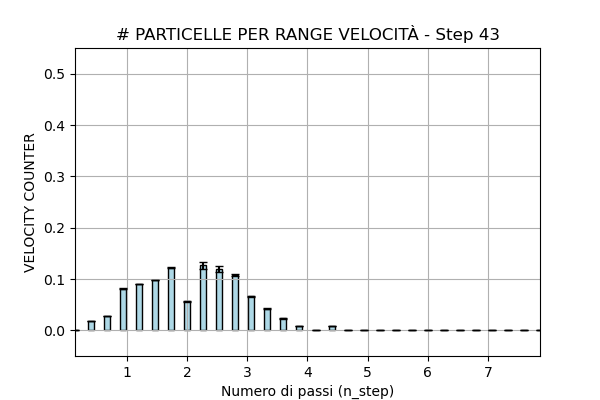 # PARTICELLE PER RANGE VELOCITÀ - Step 43
VELOCITY COUNTER
0.5
0.4
0.3
0.2
0.1
0.0
1 2 3 4 5 6 7
Numero di passi (n_step)